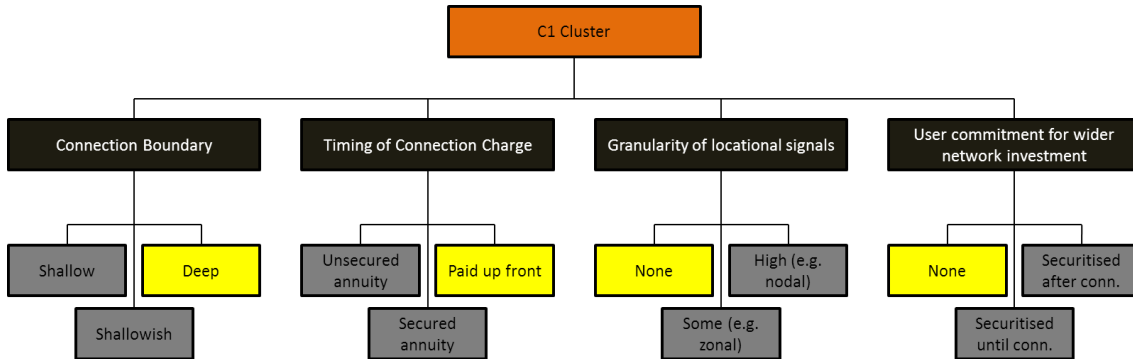 C1 Cluster
Connection Boundary
Timing of Connection Charge
Granularity of locational signals
User commitment for wider
network investment
Shallow
Deep
Shallowish
Unsecured
annuity
Paid up front
Secured
annuity
None
High (e.g.
nodal)
Some (e.g.
zonal)
None
Securitised
after conn.
Securitised
until conn.